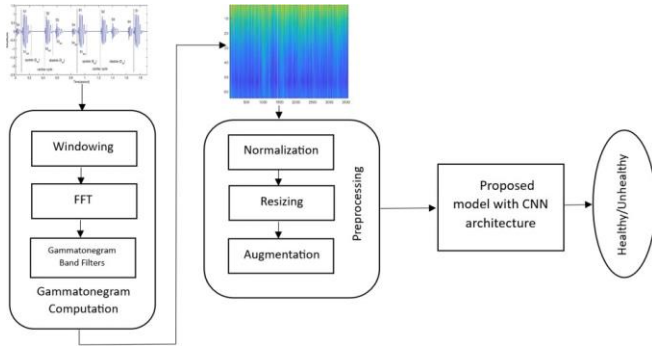 Windowing
FFT
Gammatonegram
Band Filters
Gammatonegram
Computation
Normalization
Resizing
Augmentation
Preprocessing
Proposed
model with CNN
architecture
Healthy/Unhealthy